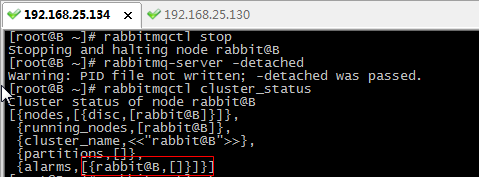 192.168.25.134 × 192.168.25.130
[root@B ~]# rabbitmqctl stop
Stopping and halting node rabbit@B
[root@B ~]# rabbitmq-server -detached
Warning: PID file not written; -detached was passed.
[root@B ~]# rabbitmqctl cluster_status
Cluster status of node rabbit@B
[{nodes,[{disc,[rabbit@B]}]},
{running_nodes,[rabbit@B]},
{cluster_name,<<"rabbit@B">>},
{partitions,[]},
{alarms,[{rabbit@B,[]}]}]